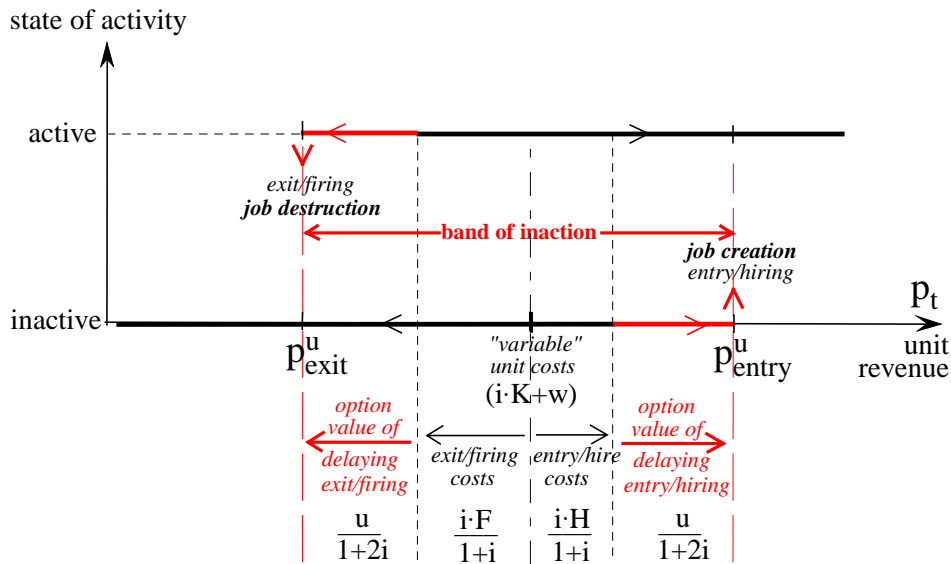 state of activity
active
exit/firing
job destruction
band of inaction
job creation
entry/hiring
inactive
p_t
unit
revenue
p^u_exit
"variable"
unit costs
(i·K+w)
p^u_entry
option
value of
delaying
exit/firing
exit/firing
costs
entry/hire
costs
option
value of
delaying
entry/hiring
u
1+2i
i·F
1+i
i·H
1+i
u
1+2i